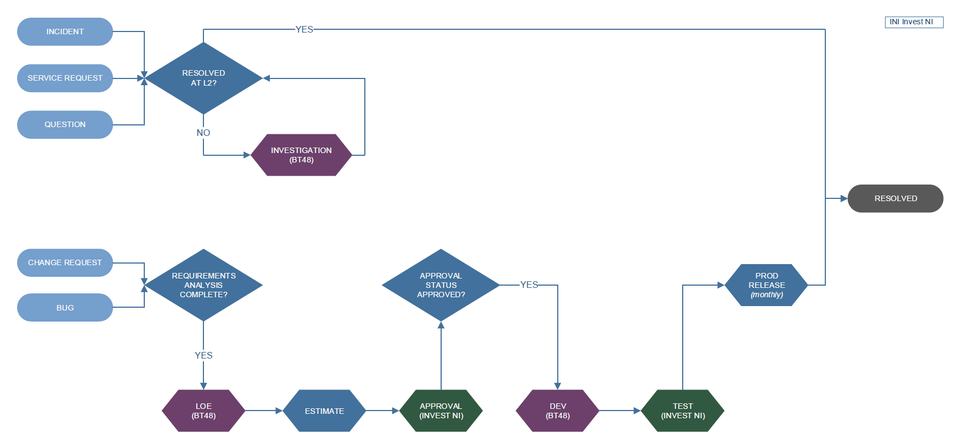 INI Invest NI
INCIDENT
YES
SERVICE REQUEST
RESOLVED
AT L2?
QUESTION
NO
INVESTIGATION
(BT48)
RESOLVED
CHANGE REQUEST
REQUIREMENTS
ANALYSIS
COMPLETE?
BUG
APPROVAL
STATUS
APPROVED?
YES
PROD
RELEASE
(monthly)
YES
LOE
(BT48)
ESTIMATE
APPROVAL
(INVEST NI)
DEV
(BT48)
TEST
(INVEST NI)